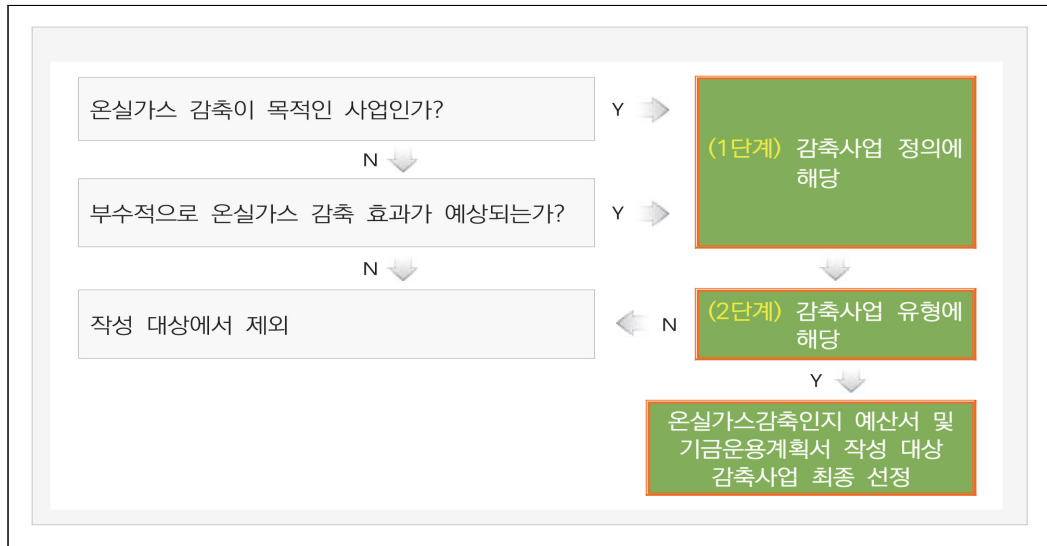 온실가스 감축이 목적인 사업인가?
Y
(1단계) 감축사업 정의에
해당
N
부수적으로 온실가스 감축 효과가 예상되는가?
Y
N
작성 대상에서 제외
N
(2단계) 감축사업 유형에
해당
Y
온실가스감축인지 예산서 및
기금운용계획서 작성 대상
감축사업 최종 선정